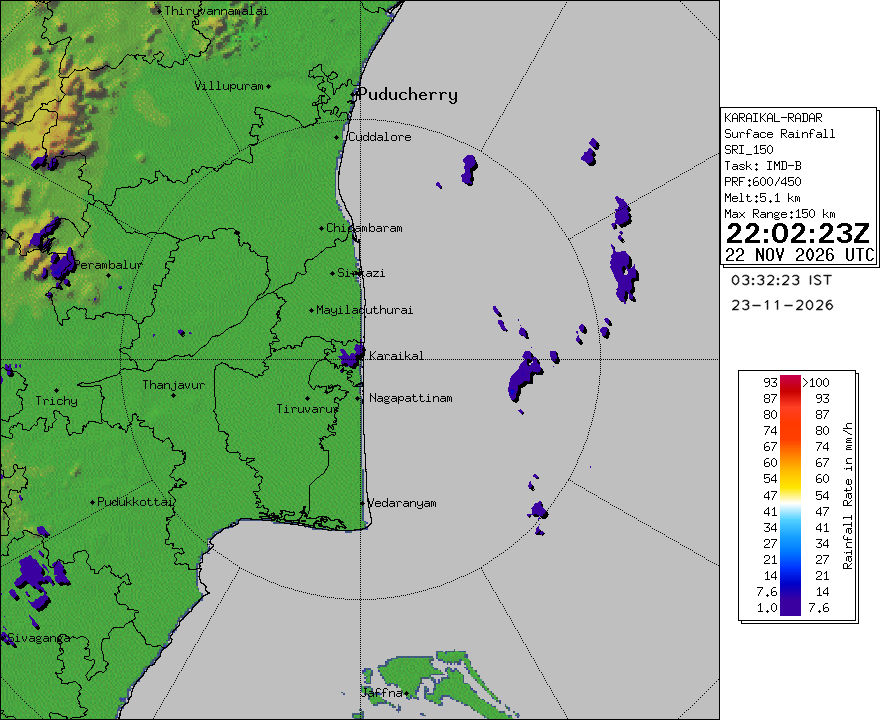 Thiruvannamalai
Villupuram
Puducherry
Cuddalore
Chidambaram
Perambalur
Sirkazi
Mayiladuthurai
Karaikal
Thanjavur
Trichy
Tiruvarur
Nagapattinam
Pudukkottai
Vedaranyam
Sivaganga
Jaffna
KARAIKAL-RADAR
Surface Rainfall
SRI_150
Task: IMD-B
PRF:600/450
Melt:5.1 km
Max Range:150 km
22:02:23Z
22 NOV 2026 UTC
03:32:23 IST
23-11-2026
93 >100
87 93
80 87
74 80
67 74
60 67
54 60
47 54
41 47
34 41
27 34
21 27
14 21
7.6 14
1.0 7.6
Rainfall Rate in mm/h